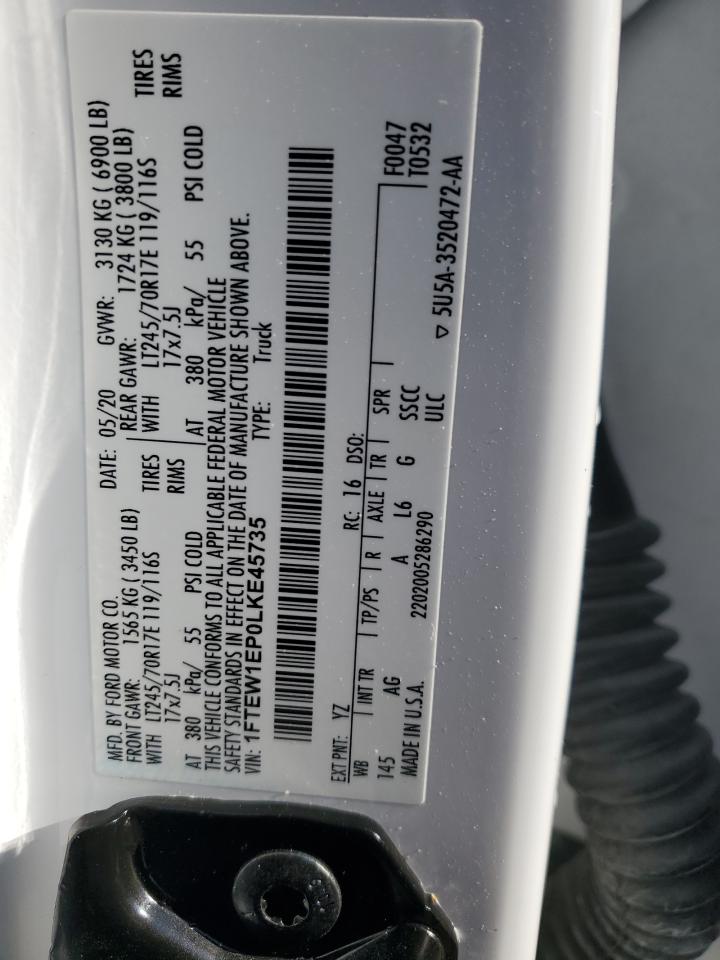 MFD. BY FORD MOTOR CO.
DATE: 05/20 GVWR: 3130 KG ( 6900 LB)
FRONT GAWR: 1565 KG ( 3450 LB) REAR GAWR: 1724 KG ( 3800 LB)
WITH LT245/70R17E 119/116S TIRES WITH LT245/70R17E 119/116S TIRES
17x7.5J RIMS 17x7.5J RIMS
AT 380 kPa/ 55 PSI COLD AT 380 kPa/ 55 PSI COLD
THIS VEHICLE CONFORMS TO ALL APPLICABLE FEDERAL MOTOR VEHICLE
SAFETY STANDARDS IN EFFECT ON THE DATE OF MANUFACTURE SHOWN ABOVE.
VIN: 1FTEW1EP0LKE45735 TYPE: Truck
EXT PNT: YZ RC: 16 DSO: F0047
WB INT TR TP/PS R AXLE TR SPR T0532
145 AG A L6 G SSCC
MADE IN U.S.A. 2202005286290 ULC
▽ 5U5A-3520472-AA